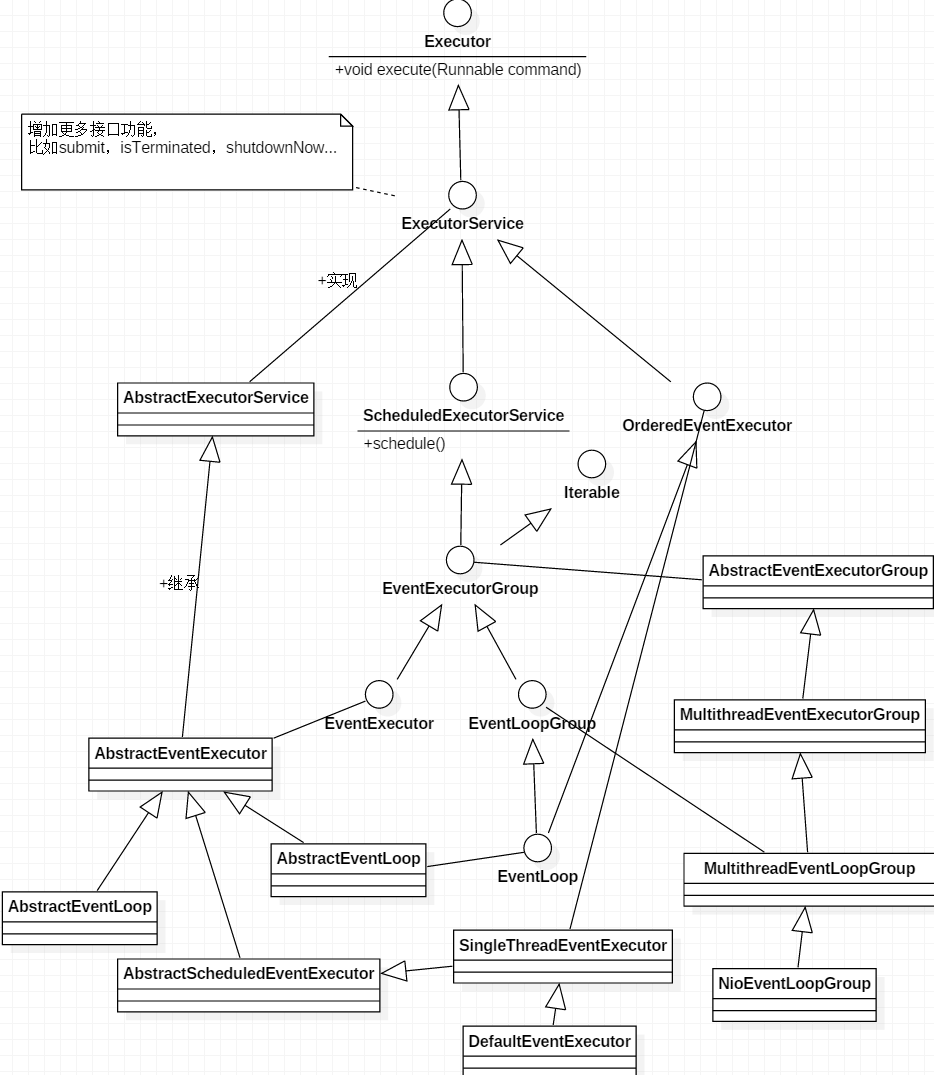 Executor
+void execute(Runnable command)
增加更多接口功能，
比如submit，isTerminated，shutdownNow...
ExecutorService
+实现
AbstractExecutorService
ScheduledExecutorService
+schedule()
OrderedEventExecutor
Iterable
+继承
EventExecutorGroup
AbstractEventExecutorGroup
EventExecutor
EventLoopGroup
MultithreadEventExecutorGroup
AbstractEventExecutor
AbstractEventLoop
EventLoop
MultithreadEventLoopGroup
AbstractEventLoop
SingleThreadEventExecutor
AbstractScheduledEventExecutor
NioEventLoopGroup
DefaultEventExecutor